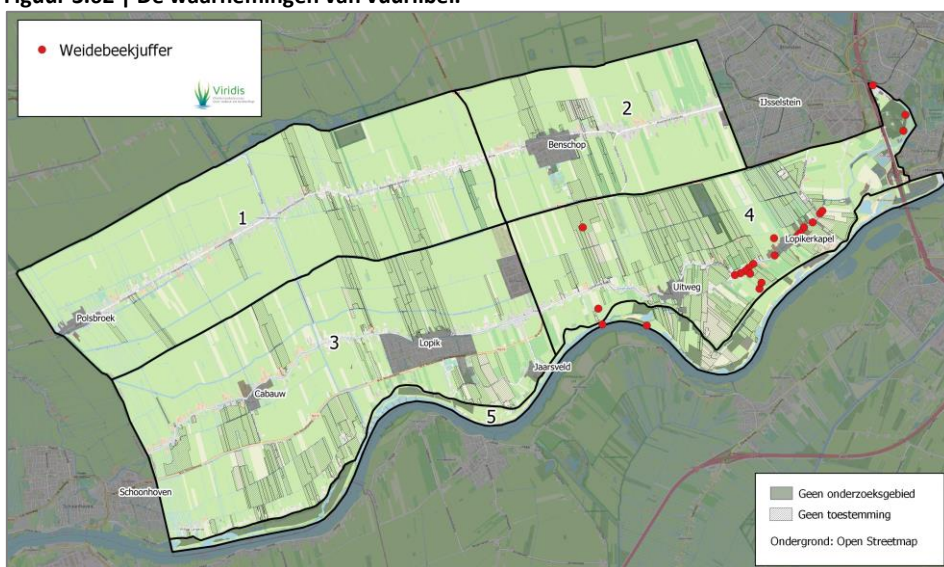 Figuur 3.62 | De waarnemingen van vuurlibel.
Weidebeekjuffer
Viridis
2
IJsselstein
Benschop
1
4
Lopikerkapel
Polsbroek
Uitweg
3
Lopik
Jaarsveld
Cabauw
5
Schoonhoven
Geen onderzoeksgebied
Geen toestemming
Ondergrond: Open Streetmap